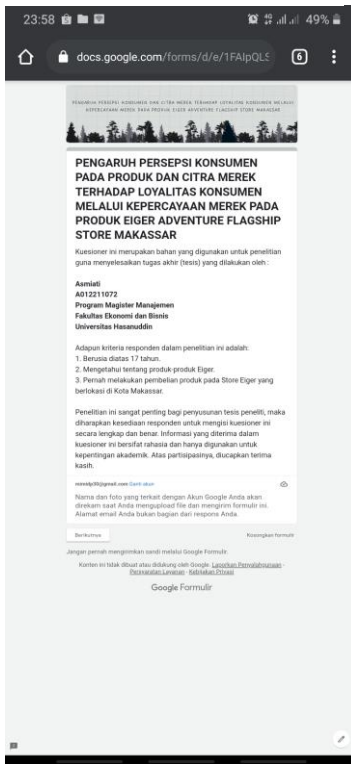 23:58 49%
docs.google.com/forms/d/e/1FAIpQLS 6
PENGARUH PERSEPSI KONSUMEN DAN CITRA MEREK TERHADAP LOYALITAS KONSUMEN MELALUI
KEPERCAYAAN MEREK PADA PRODUK EIGER ADVENTURE FLAGSHIP STORE MAKASSAR
PENGARUH PERSEPSI KONSUMEN
PADA PRODUK DAN CITRA MEREK
TERHADAP LOYALITAS KONSUMEN
MELALUI KEPERCAYAAN MEREK PADA
PRODUK EIGER ADVENTURE FLAGSHIP
STORE MAKASSAR
Kuesioner ini merupakan bahan yang digunakan untuk penelitian
guna menyelesaikan tugas akhir (tesis) yang dilakukan oleh :
Asmiati
A012211072
Program Magister Manajemen
Fakultas Ekonomi dan Bisnis
Universitas Hasanuddin
Adapun kriteria responden dalam penelitian ini adalah:
1. Berusia diatas 17 tahun.
2. Mengetahui tentang produk-produk Eiger.
3. Pernah melakukan pembelian produk pada Store Eiger yang
berlokasi di Kota Makassar.
Penelitian ini sangat penting bagi penyusunan tesis peneliti, maka
diharapkan kesediaan responden untuk mengisi kuesioner ini
secara lengkap dan benar. Informasi yang diterima dalam
kuesioner ini bersifat rahasia dan hanya digunakan untuk
kepentingan akademik. Atas partisipasinya, diucapkan terima
kasih.
Ganti akun
Nama dan foto yang terkait dengan Akun Google Anda akan
direkam saat Anda mengupload file dan mengirim formulir ini.
Alamat email Anda bukan bagian dari respons Anda.
Berikutnya Kosongkan formulir
Jangan pernah mengirimkan sandi melalui Google Formulir.
Konten ini tidak dibuat atau didukung oleh Google. Laporkan Penyalahgunaan -
Persyaratan Layanan - Kebijakan Privasi
Google Formulir